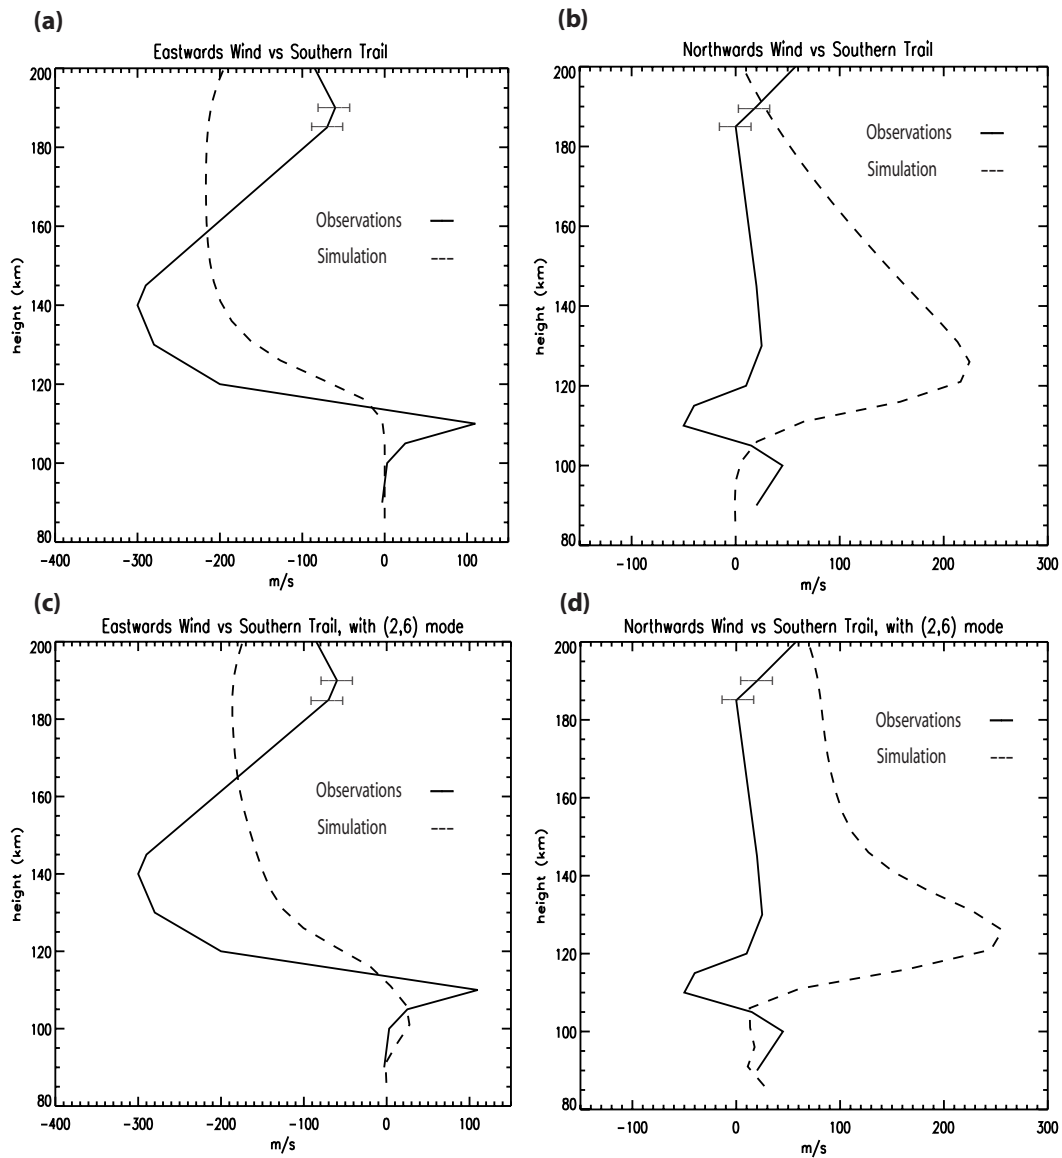 (a)
Eastwards Wind vs Southern Trail
200
180
160
140
120
100
80
height (km)
Observations
Simulation
-400 -300 -200 -100 0 100
m/s
(b)
Northwards Wind vs Southern Trail
200
180
160
140
120
100
80
height (km)
Observations
Simulation
-100 0 100 200 300
m/s
(c)
Eastwards Wind vs Southern Trail, with (2,6) mode
200
180
160
140
120
100
80
height (km)
Observations
Simulation
-400 -300 -200 -100 0 100
m/s
(d)
Northwards Wind vs Southern Trail, with (2,6) mode
200
180
160
140
120
100
80
height (km)
Observations
Simulation
-100 0 100 200 300
m/s